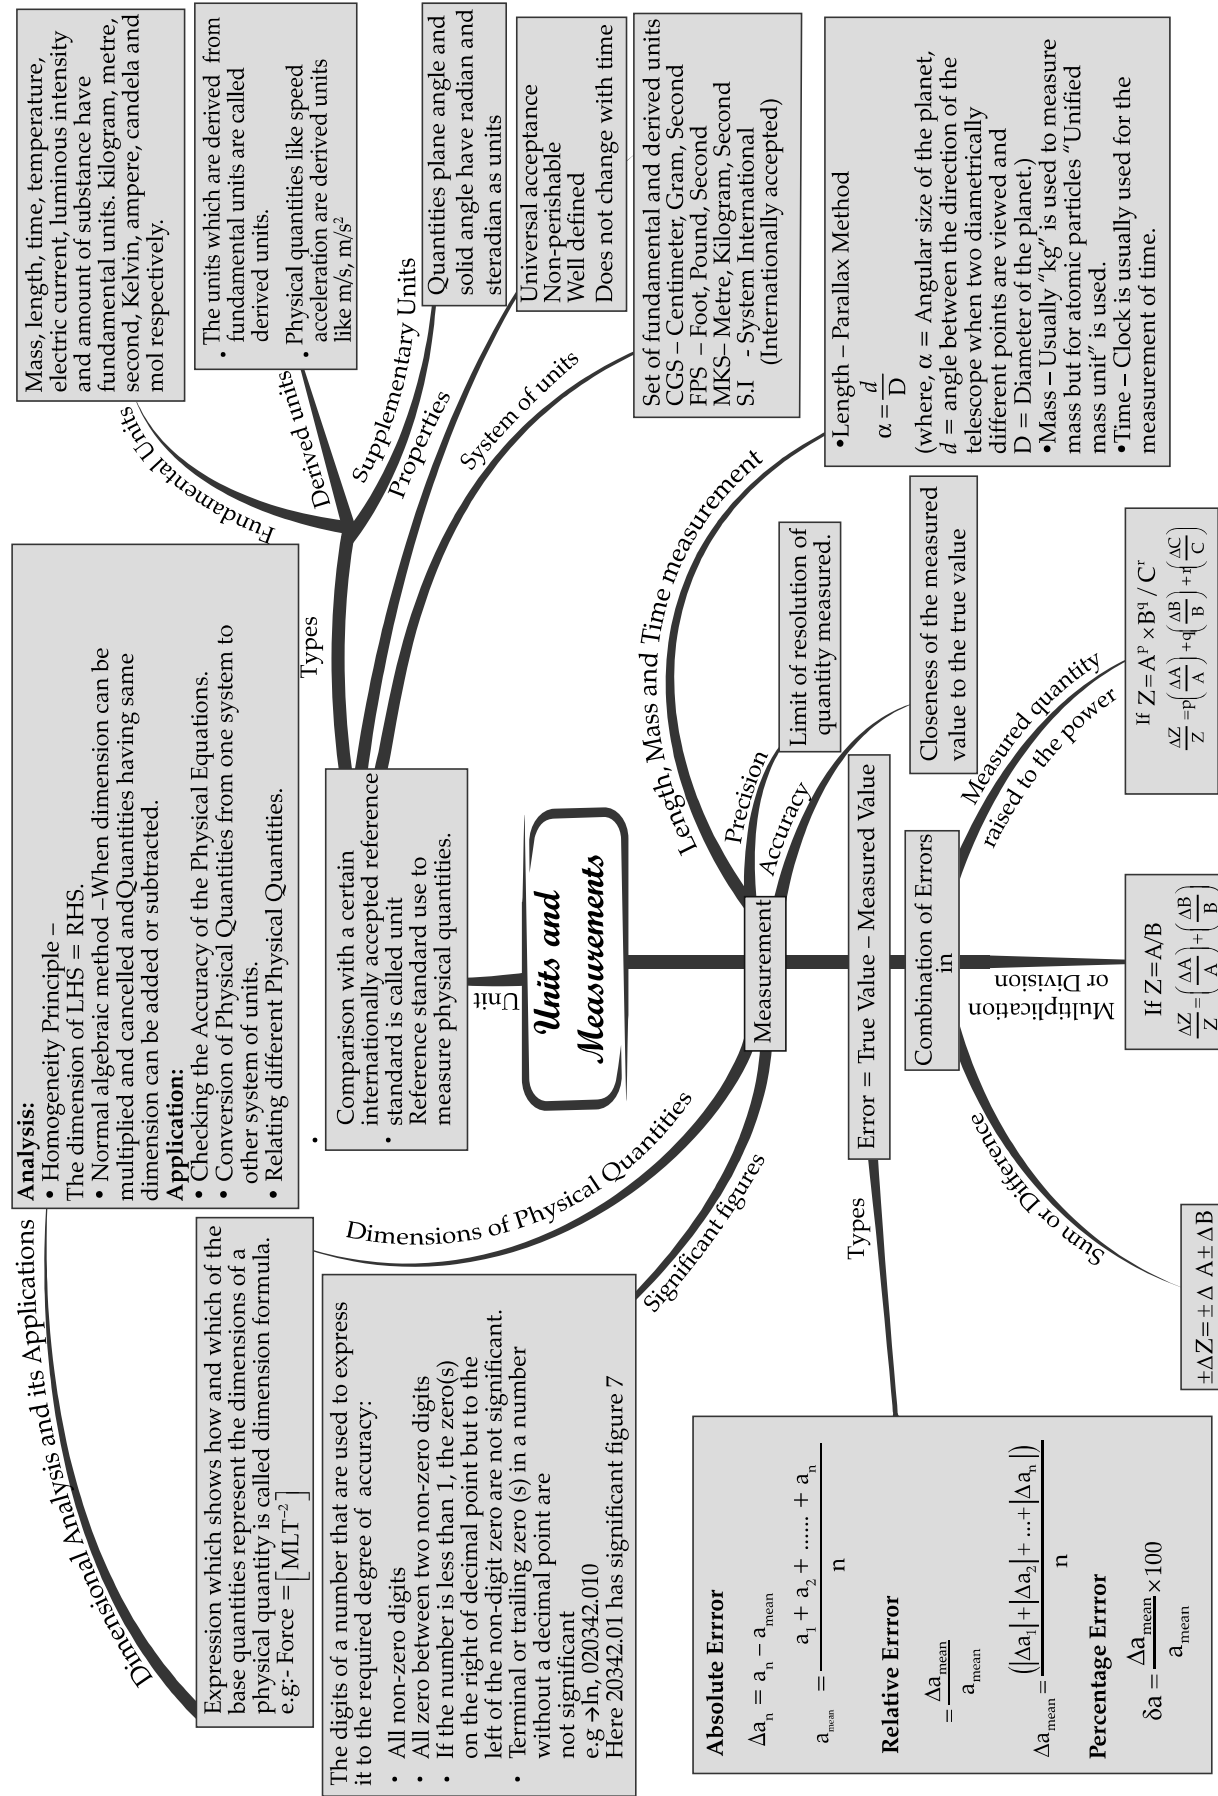 Units and
Measurements
Unit
Comparison with a certain
internationally accepted reference
• standard is called unit
Reference standard use to
measure physical quantities.
•
Types
Fundamental Units
Mass, length, time, temperature,
electric current, luminous intensity
and amount of substance have
fundamental units. kilogram, metre,
second, Kelvin, ampere, candela and
mol respectively.
Derived units
• The units which are derived from
fundamental units are called
derived units.
• Physical quantities like speed
acceleration are derived units
like m/s, m/s²
Supplementary Units
Quantities plane angle and
solid angle have radian and
steradian as units
Properties
Universal acceptance
Non-perishable
Well defined
Does not change with time
System of units
Set of fundamental and derived units
CGS – Centimeter, Gram, Second
FPS – Foot, Pound, Second
MKS– Metre, Kilogram, Second
S.I - System International
(Internationally accepted)
Measurement
Length, Mass and Time measurement
•Length – Parallax Method
α = d/D
(where, α = Angular size of the planet,
d = angle between the direction of the
telescope when two diametrically
different points are viewed and
D = Diameter of the planet.)
•Mass – Usually “kg” is used to measure
mass but for atomic particles “Unified
mass unit” is used.
•Time – Clock is usually used for the
measurement of time.
Precision
Limit of resolution of
quantity measured.
Accuracy
Closeness of the measured
value to the true value
Error = True Value – Measured Value
Combination of Errors
in
Measured quantity
raised to the power
If Z=A^p ×B^q / C^r
ΔZ/Z =p(ΔA/A)+q(ΔB/B)+r(ΔC/C)
Multiplication
or Division
If Z=A/B
ΔZ/Z=(ΔA/A)+(ΔB/B)
Sum or Difference
±ΔZ=±Δ A±ΔB
Types
Absolute Errror
Δaₙ = aₙ – a_mean
a_mean = (a₁ + a₂ + ...... + aₙ)/n
Relative Errror
= Δa_mean/a_mean
Δa_mean = (|Δa₁|+|Δa₂|+ ...+|Δaₙ|)/n
Percentage Errror
δa = Δa_mean/a_mean ×100
Significant figures
The digits of a number that are used to express
it to the required degree of accuracy:
• All non-zero digits
• All zero between two non-zero digits
• If the number is less than 1, the zero(s)
on the right of decimal point but to the
left of the non-digit zero are not significant.
• Terminal or trailing zero (s) in a number
without a decimal point are
not significant
e.g →In, 020342.010
Here 20342.01 has significant figure 7
Dimensions of Physical Quantities
Expression which shows how and which of the
base quantities represent the dimensions of a
physical quantity is called dimension formula.
e.g:- Force =[MLT⁻²]
Dimensional Analysis and its Applications
Analysis:
• Homogeneity Principle –
The dimension of LHS = RHS.
• Normal algebraic method –When dimension can be
multiplied and cancelled andQuantities having same
dimension can be added or subtracted.
Application:
• Checking the Accuracy of the Physical Equations.
• Conversion of Physical Quantities from one system to
other system of units.
• Relating different Physical Quantities.